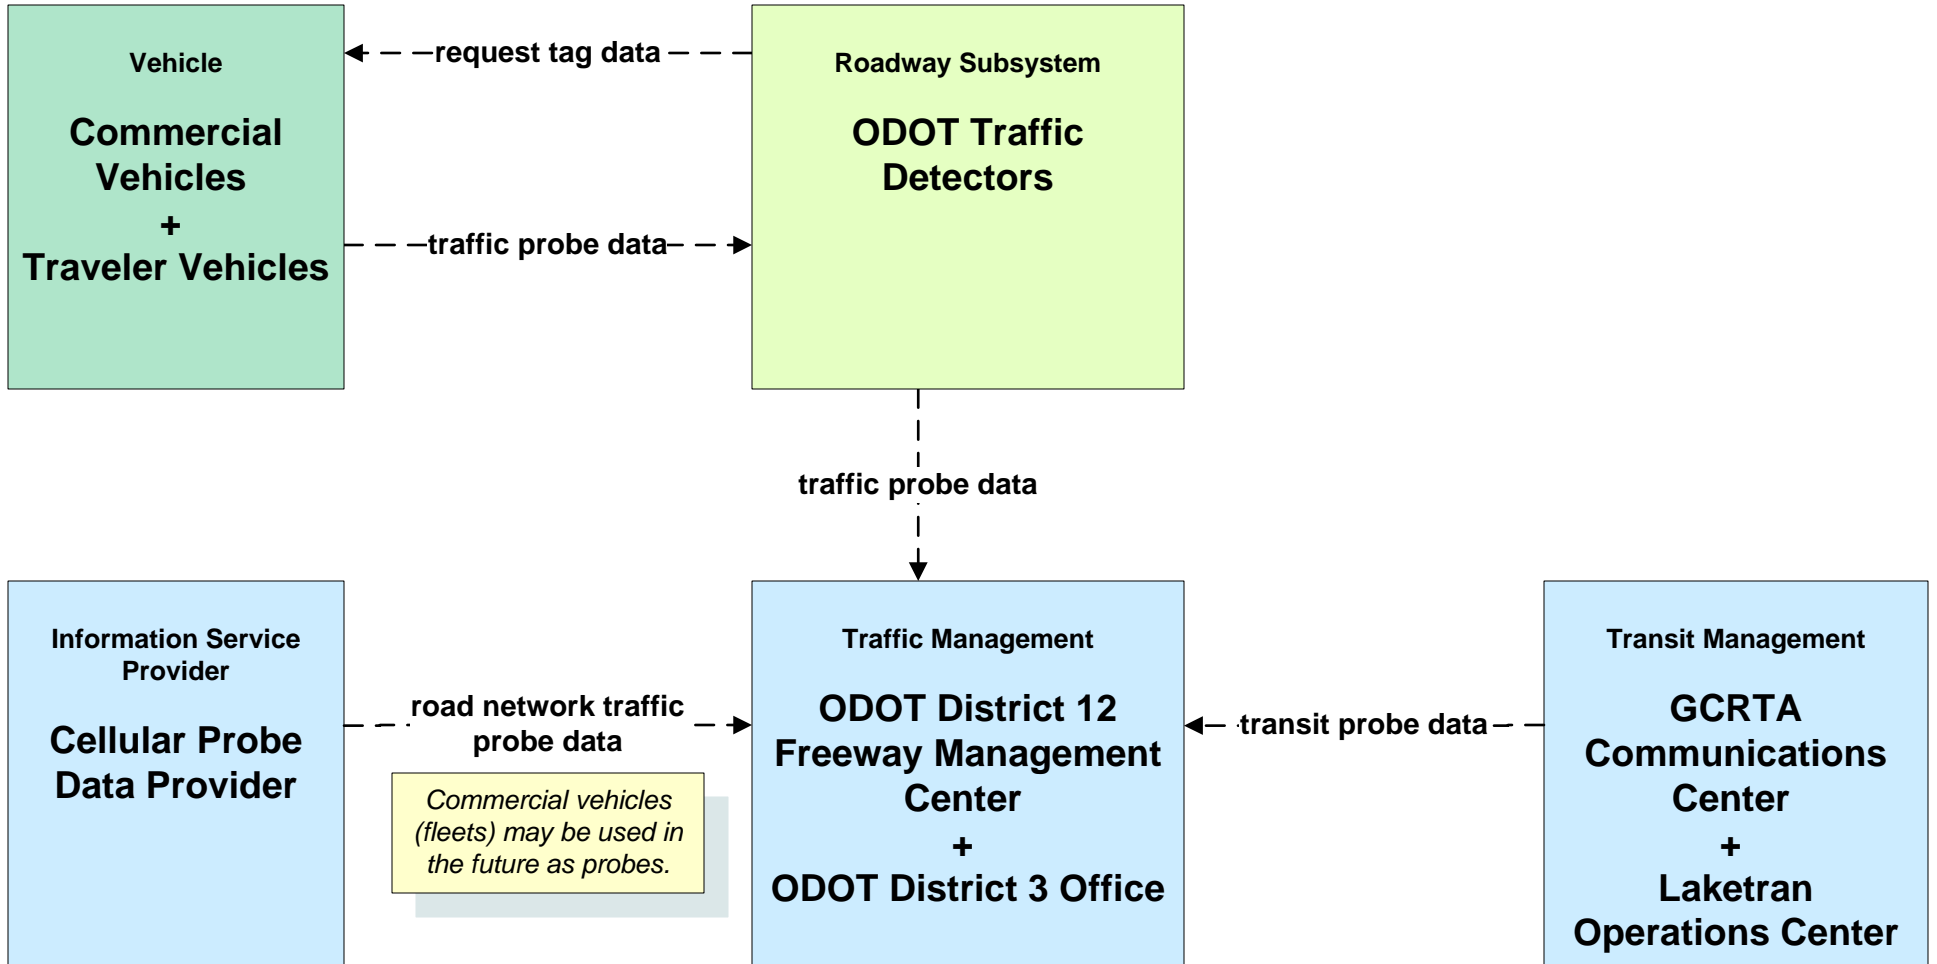 Vehicle
Commercial
Vehicles
+
Traveler Vehicles
request tag data
traffic probe data
Roadway Subsystem
ODOT Traffic
Detectors
traffic probe data
Information Service
Provider
Cellular Probe
Data Provider
road network traffic
probe data
Commercial vehicles
(fleets) may be used in
the future as probes.
Traffic Management
ODOT District 12
Freeway Management
Center
+
ODOT District 3 Office
transit probe data
Transit Management
GCRTA
Communications
Center
+
Laketran
Operations Center